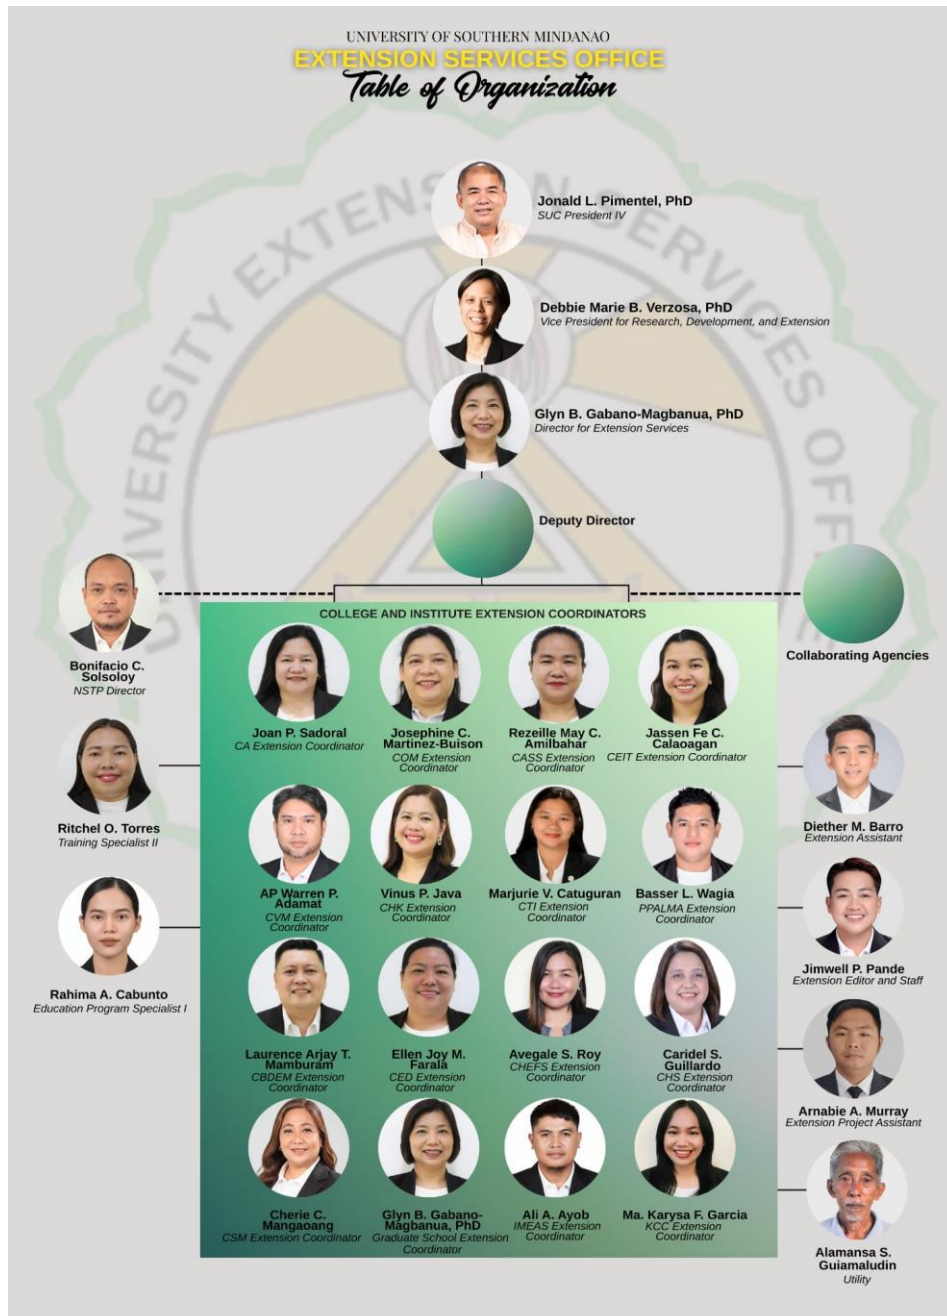 UNIVERSITY OF SOUTHERN MINDANAO
EXTENSION SERVICES OFFICE
Table of Organization
UNIVERSITY EXTENSION SERVICES OFFICE
Jonald L. Pimentel, PhD
SUC President IV
Debbie Marie B. Verzosa, PhD
Vice President for Research, Development, and Extension
Glyn B. Gabano-Magbanua, PhD
Director for Extension Services
Deputy Director
Bonifacio C.
Solsoloy
NSTP Director
Collaborating Agencies
Ritchel O. Torres
Training Specialist II
Rahima A. Cabunto
Education Program Specialist I
COLLEGE AND INSTITUTE EXTENSION COORDINATORS
Joan P. Sadoral
CA Extension Coordinator
Josephine C.
Martinez-Buison
COM Extension
Coordinator
Rezeille May C.
Amilbahar
CASS Extension
Coordinator
Jassen Fe C.
Calaoagan
CEIT Extension Coordinator
AP Warren P.
Adamat
CVM Extension
Coordinator
Vinus P. Java
CHK Extension
Coordinator
Marjurie V. Catuguran
CTI Extension
Coordinator
Basser L. Wagia
PPALMA Extension
Coordinator
Laurence Arjay T.
Mamburam
CBDEM Extension
Coordinator
Ellen Joy M.
Farala
CED Extension
Coordinator
Avegale S. Roy
CHEFS Extension
Coordinator
Caridel S.
Guillardo
CHS Extension
Coordinator
Cherie C.
Mangaoang
CSM Extension Coordinator
Glyn B. Gabano-
Magbanua, PhD
Graduate School Extension
Coordinator
Ali A. Ayob
IMEAS Extension
Coordinator
Ma. Karysa F. Garcia
KCC Extension
Coordinator
Diether M. Barro
Extension Assistant
Jimwell P. Pande
Extension Editor and Staff
Arnabie A. Murray
Extension Project Assistant
Alamansa S.
Guiamaludin
Utility